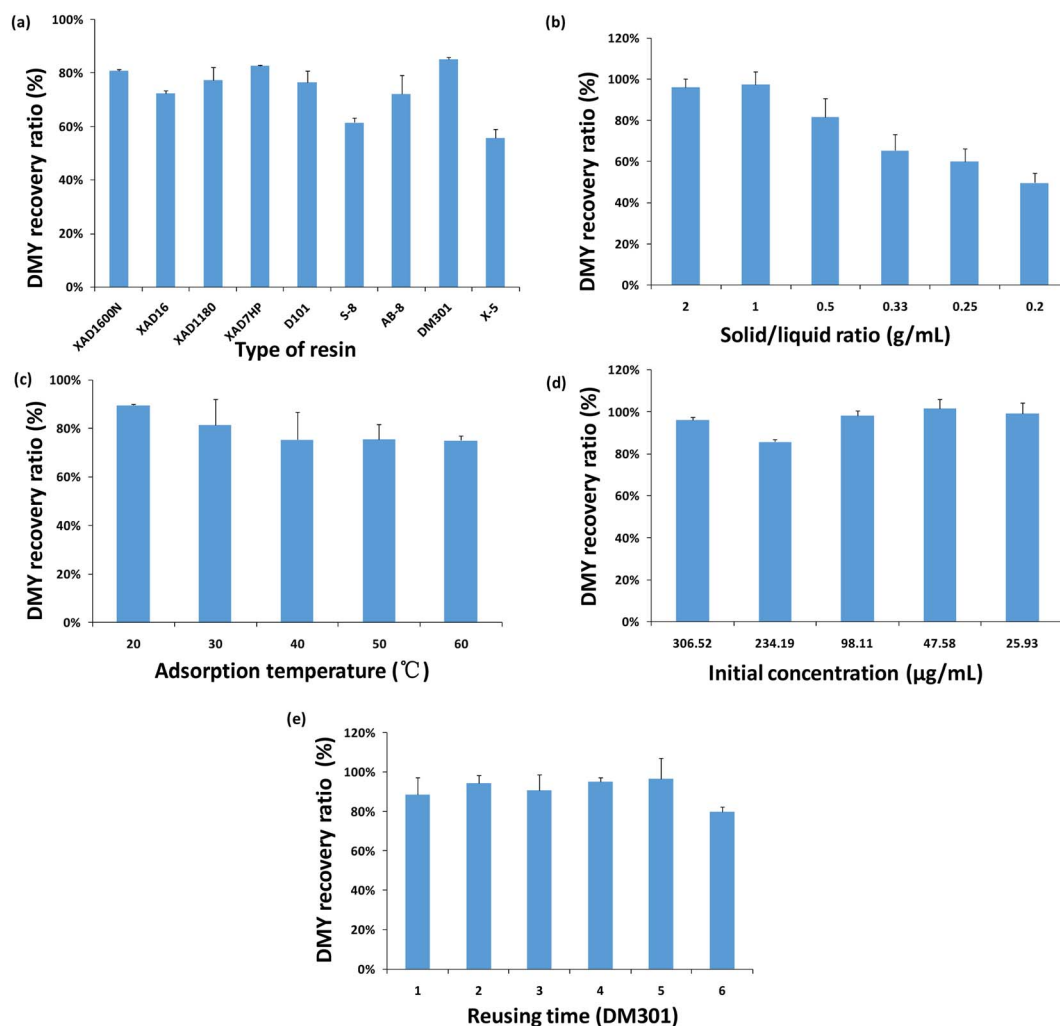 (a)
DMY recovery ratio (%)
100%
80%
60%
40%
20%
0%
XAD1600N
XAD16
XAD1180
XAD7HP
D101
S-8
AB-8
DM301
X-5
Type of resin
(b)
DMY recovery ratio (%)
120%
100%
80%
60%
40%
20%
0%
2 1 0.5 0.33 0.25 0.2
Solid/liquid ratio (g/mL)
(c)
DMY recovery ratio (%)
100%
80%
60%
40%
20%
0%
20 30 40 50 60
Adsorption temperature (℃)
(d)
DMY recovery ratio (%)
120%
100%
80%
60%
40%
20%
0%
306.52 234.19 98.11 47.58 25.93
Initial concentration (μg/mL)
(e)
DMY recovery ratio (%)
120%
100%
80%
60%
40%
20%
0%
1 2 3 4 5 6
Reusing time (DM301)